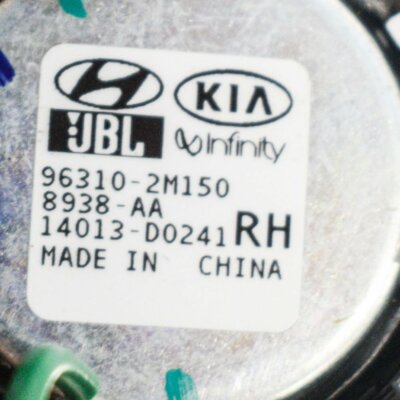 KIA
JBL Infinity
96310-2M150
8938-AA
14013-D0241 RH
MADE IN CHINA